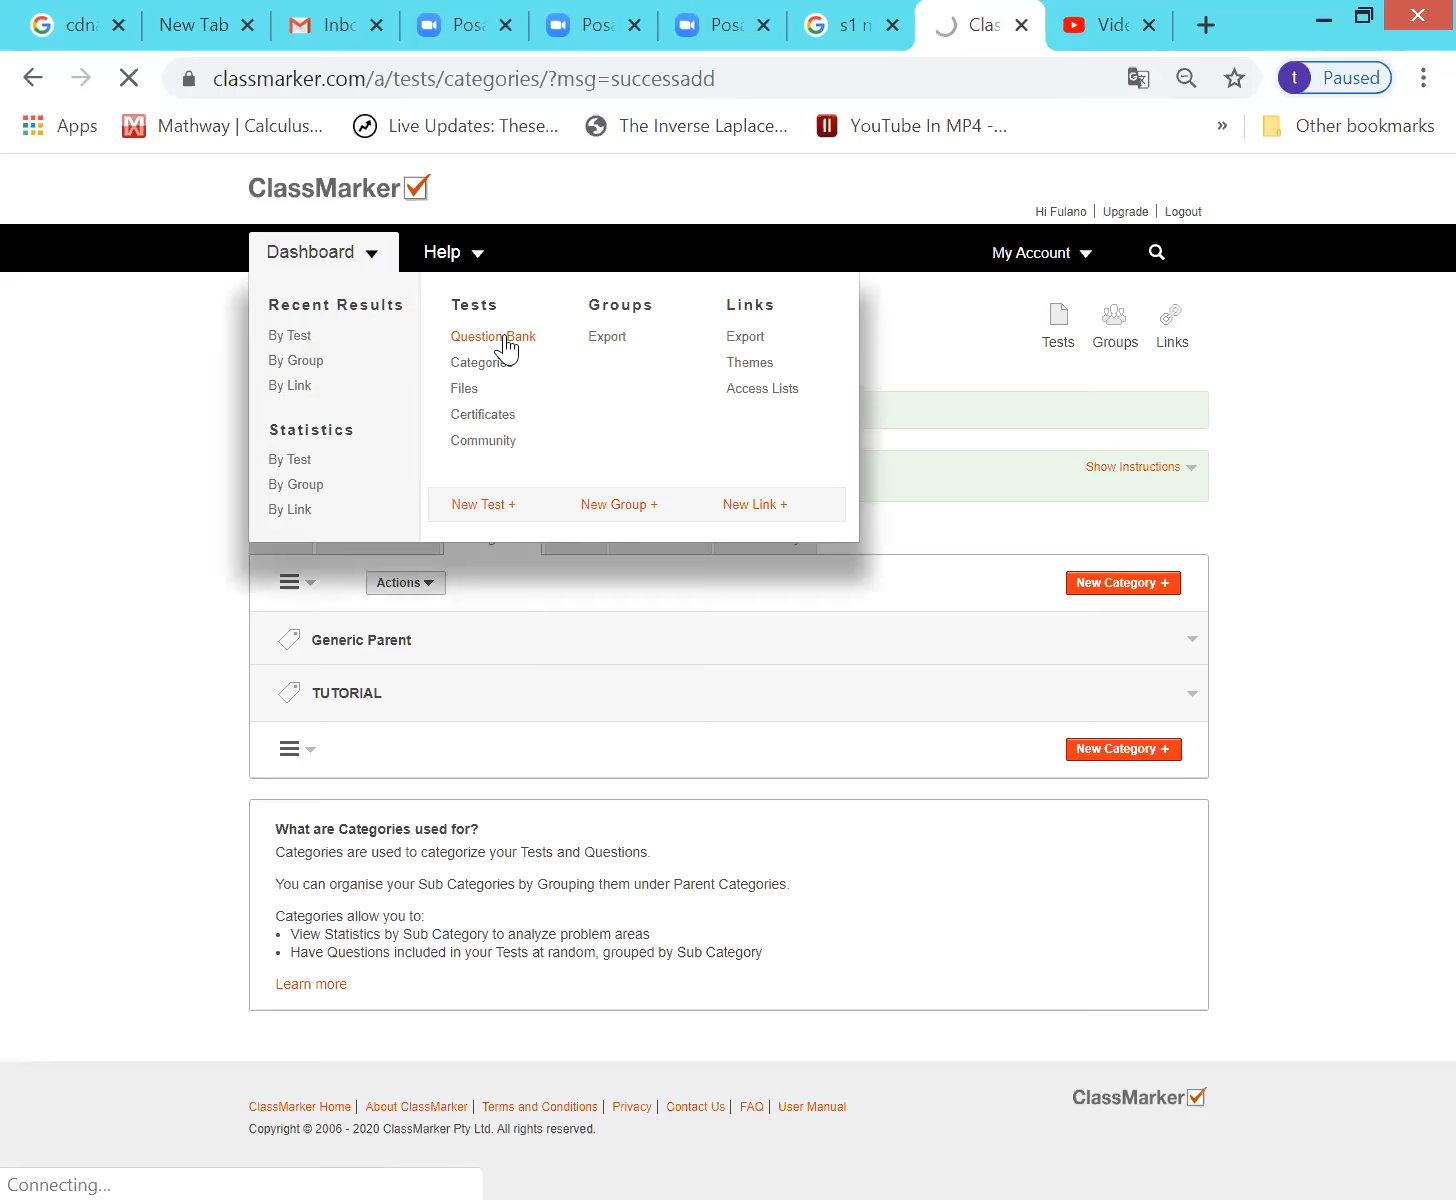 cdn
New Tab
Inbc
Posa
Posa
Posa
s1 n
Clas
Vide
classmarker.com/a/tests/categories/?msg=successadd
t
Paused
Apps
Mathway | Calculus...
Live Updates: These...
The Inverse Laplace...
YouTube In MP4 -...
»
Other bookmarks
ClassMarker
Hi Fulano
Upgrade
Logout
Dashboard
Help
My Account
Recent Results
By Test
By Group
By Link
Statistics
By Test
By Group
By Link
Tests
Question Bank
Categories
Files
Certificates
Community
New Test +
Groups
Export
New Group +
Links
Export
Themes
Access Lists
New Link +
Tests
Groups
Links
Show Instructions
Actions
New Category +
Generic Parent
TUTORIAL
New Category +
What are Categories used for?
Categories are used to categorize your Tests and Questions.
You can organise your Sub Categories by Grouping them under Parent Categories.
Categories allow you to:
• View Statistics by Sub Category to analyze problem areas
• Have Questions included in your Tests at random, grouped by Sub Category
Learn more
ClassMarker Home | About ClassMarker | Terms and Conditions | Privacy | Contact Us | FAQ | User Manual
Copyright © 2006 - 2020 ClassMarker Pty Ltd. All rights reserved.
ClassMarker
Connecting...